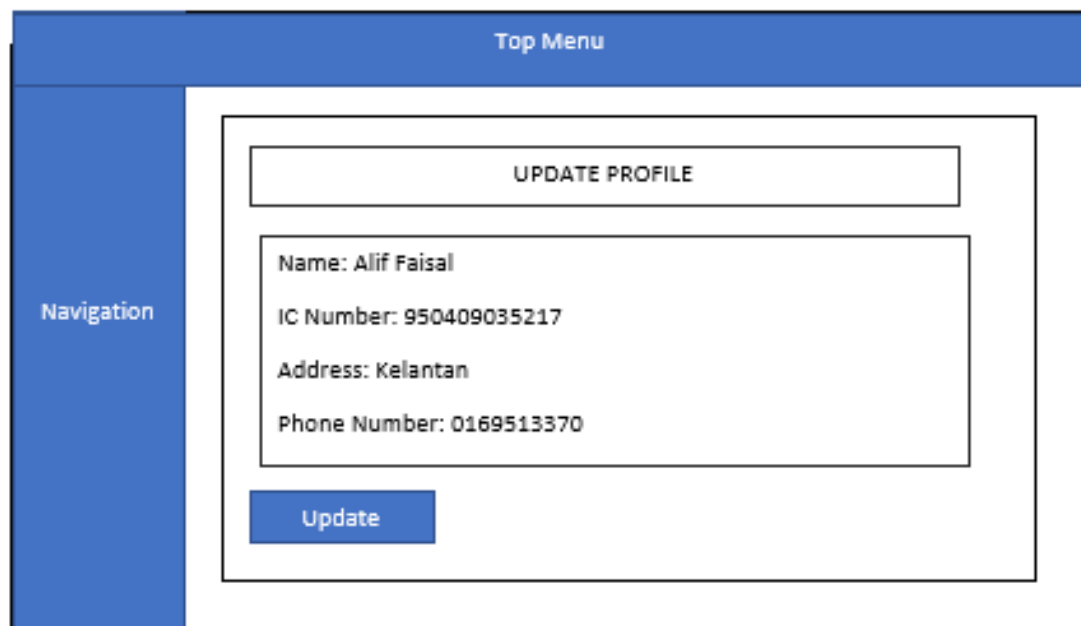 Top Menu
Navigation
UPDATE PROFILE
Name: Alif Faisal
IC Number: 950409035217
Address: Kelantan
Phone Number: 0169513370
Update